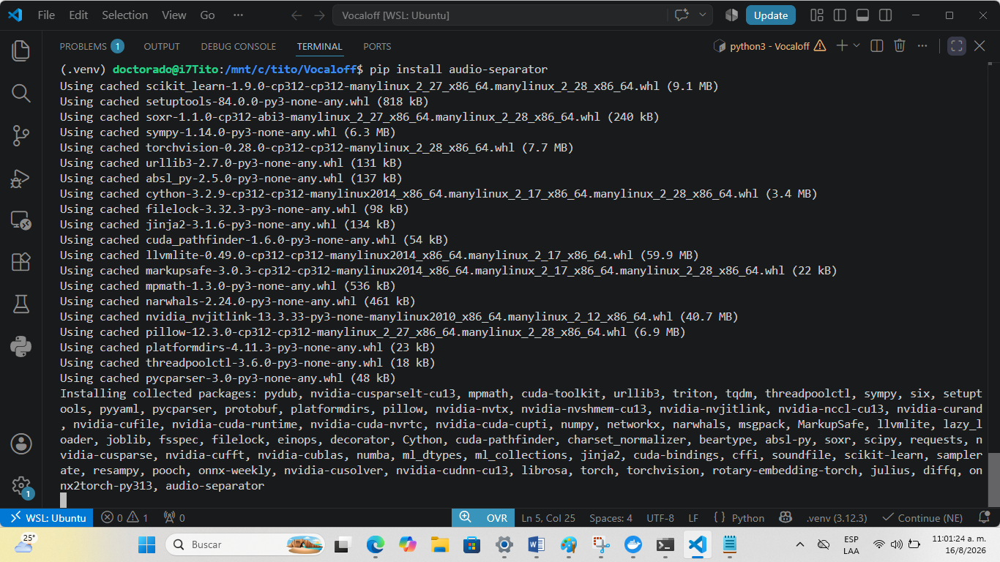 File Edit Selection View Go ···
Vocaloff [WSL: Ubuntu]
Update
PROBLEMS 1 OUTPUT DEBUG CONSOLE TERMINAL PORTS
python3 - Vocaloff
(.venv) doctorado@i7Tito:/mnt/c/tito/Vocaloff$ pip install audio-separator
Using cached scikit_learn-1.9.0-cp312-cp312-manylinux_2_27_x86_64.manylinux_2_28_x86_64.whl (9.1 MB)
Using cached setuptools-84.0.0-py3-none-any.whl (818 kB)
Using cached soxr-1.1.0-cp312-abi3-manylinux_2_27_x86_64.manylinux_2_28_x86_64.whl (240 kB)
Using cached sympy-1.14.0-py3-none-any.whl (6.3 MB)
Using cached torchvision-0.28.0-cp312-cp312-manylinux_2_28_x86_64.whl (7.7 MB)
Using cached urllib3-2.7.0-py3-none-any.whl (131 kB)
Using cached absl_py-2.5.0-py3-none-any.whl (137 kB)
Using cached cython-3.2.9-cp312-cp312-manylinux2014_x86_64.manylinux_2_17_x86_64.manylinux_2_28_x86_64.whl (3.4 MB)
Using cached filelock-3.32.3-py3-none-any.whl (98 kB)
Using cached jinja2-3.1.6-py3-none-any.whl (134 kB)
Using cached cuda_pathfinder-1.6.0-py3-none-any.whl (54 kB)
Using cached llvmlite-0.49.0-cp312-cp312-manylinux2014_x86_64.manylinux_2_17_x86_64.whl (59.9 MB)
Using cached markupsafe-3.0.3-cp312-cp312-manylinux2014_x86_64.manylinux_2_17_x86_64.manylinux_2_28_x86_64.whl (22 kB)
Using cached mpmath-1.3.0-py3-none-any.whl (536 kB)
Using cached narwhals-2.24.0-py3-none-any.whl (461 kB)
Using cached nvidia_nvjitlink-13.3.33-py3-none-manylinux2010_x86_64.manylinux_2_12_x86_64.whl (40.7 MB)
Using cached pillow-12.3.0-cp312-cp312-manylinux_2_27_x86_64.manylinux_2_28_x86_64.whl (6.9 MB)
Using cached platformdirs-4.11.3-py3-none-any.whl (23 kB)
Using cached threadpoolctl-3.6.0-py3-none-any.whl (18 kB)
Using cached pycparser-3.0-py3-none-any.whl (48 kB)
Installing collected packages: pydub, nvidia-cusparselt-cu13, mpmath, cuda-toolkit, urllib3, triton, tqdm, threadpoolctl, sympy, six, setupt
ools, pyyaml, pycparser, protobuf, platformdirs, pillow, nvidia-nvtx, nvidia-nvshmem-cu13, nvidia-nvjitlink, nvidia-nccl-cu13, nvidia-curand
, nvidia-cufile, nvidia-cuda-runtime, nvidia-cuda-nvrtc, nvidia-cuda-cupti, numpy, networkx, narwhals, msgpack, MarkupSafe, llvmlite, lazy_l
oader, joblib, fsspec, filelock, einops, decorator, Cython, cuda-pathfinder, charset_normalizer, beartype, absl-py, soxr, scipy, requests, n
vidia-cusparse, nvidia-cufft, nvidia-cublas, numba, ml_dtypes, ml_collections, jinja2, cuda-bindings, cffi, soundfile, scikit-learn, sampler
ate, resampy, pooch, onnx-weekly, nvidia-cusolver, nvidia-cudnn-cu13, librosa, torch, torchvision, rotary-embedding-torch, julius, diffq, on
nx2torch-py313, audio-separator
1
WSL: Ubuntu 0 1 0 OVR Ln 5, Col 25 Spaces: 4 UTF-8 LF { } Python .venv (3.12.3) Continue (NE)
25°
Buscar
ESP
LAA
11:01:24 a. m.
16/8/2026